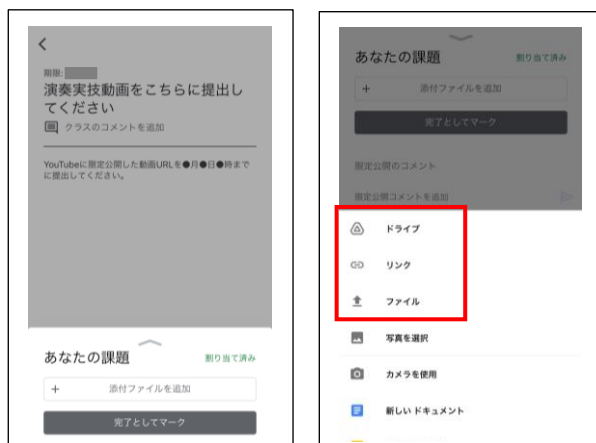 期限:
演奏実技動画をこちらに提出し
てください
クラスのコメントを追加
YouTubeに限定公開した動画URLを●月●日●時まで
に提出してください。
あなたの課題
割り当て済み
+ 添付ファイルを追加
完了としてマーク
あなたの課題
割り当て済み
+ 添付ファイルを追加
完了としてマーク
限定公開のコメント
限定公開コメントを追加
ドライブ
リンク
ファイル
写真を選択
カメラを使用
新しいドキュメント